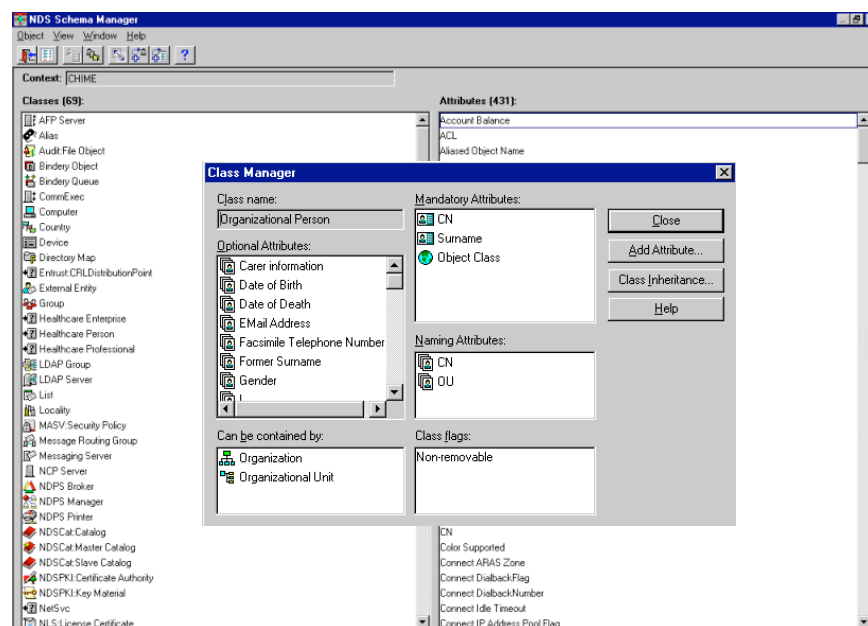 NDS Schema Manager
Object View Window Help
?
Context: CHIME
Classes (69):
AFP Server
Alias
Audit:File Object
Bindery Object
Bindery Queue
CommExec
Computer
Country
Device
Directory Map
Entrust:CRLDistributionPoint
External Entity
Group
Healthcare Enterprise
Healthcare Person
Healthcare Professional
LDAP Group
LDAP Server
List
Locality
MASV:Security Policy
Message Routing Group
Messaging Server
NCP Server
NDPS Broker
NDPS Manager
NDPS Printer
NDSCat:Catalog
NDSCat:Master Catalog
NDSCat:Slave Catalog
NDSPKI:Certificate Authority
NDSPKI:Key Material
NetSvc
NLS:License Certificate
Attributes (431):
Account Balance
ACL
Aliased Object Name
CN
Color Supported
Connect ARAS Zone
Connect DialbackFlag
Connect DialbackNumber
Connect Idle Timeout
Connect IP Address Pool Flag
Class Manager
Class name:
Organizational Person
Optional Attributes:
Carer information
Date of Birth
Date of Death
EMail Address
Facsimile Telephone Number
Former Surname
Gender
Can be contained by:
Organization
Organizational Unit
Mandatory Attributes:
CN
Surname
Object Class
Naming Attributes:
CN
OU
Class flags:
Non-removable
Close
Add Attribute...
Class Inheritance...
Help